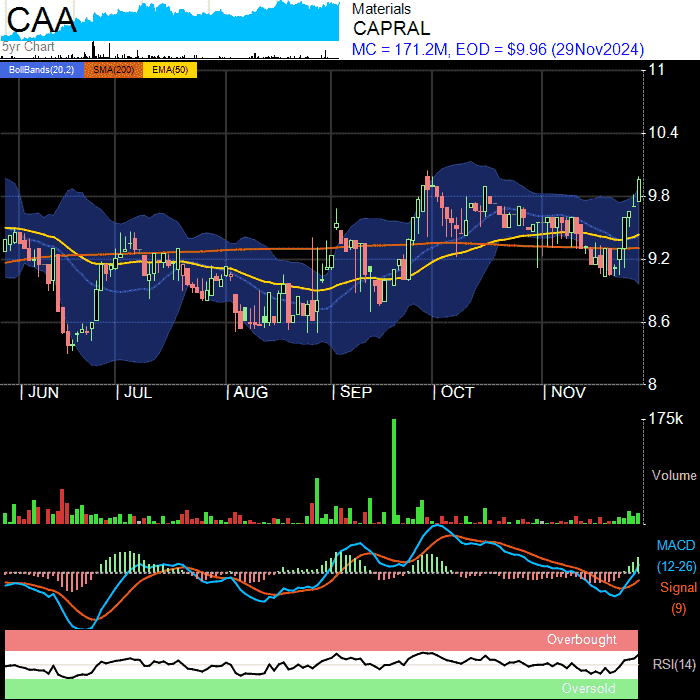 CAA
5yr Chart
Materials
CAPRAL
MC = 171.2M, EOD = $9.96 (29Nov2024)
BollBands(20,2) SMA(200) EMA(50)
11
10.4
9.8
9.2
8.6
8
JUN JUL AUG SEP OCT NOV
175k
Volume
MACD
(12-26)
Signal
(9)
Overbought
RSI(14)
Oversold